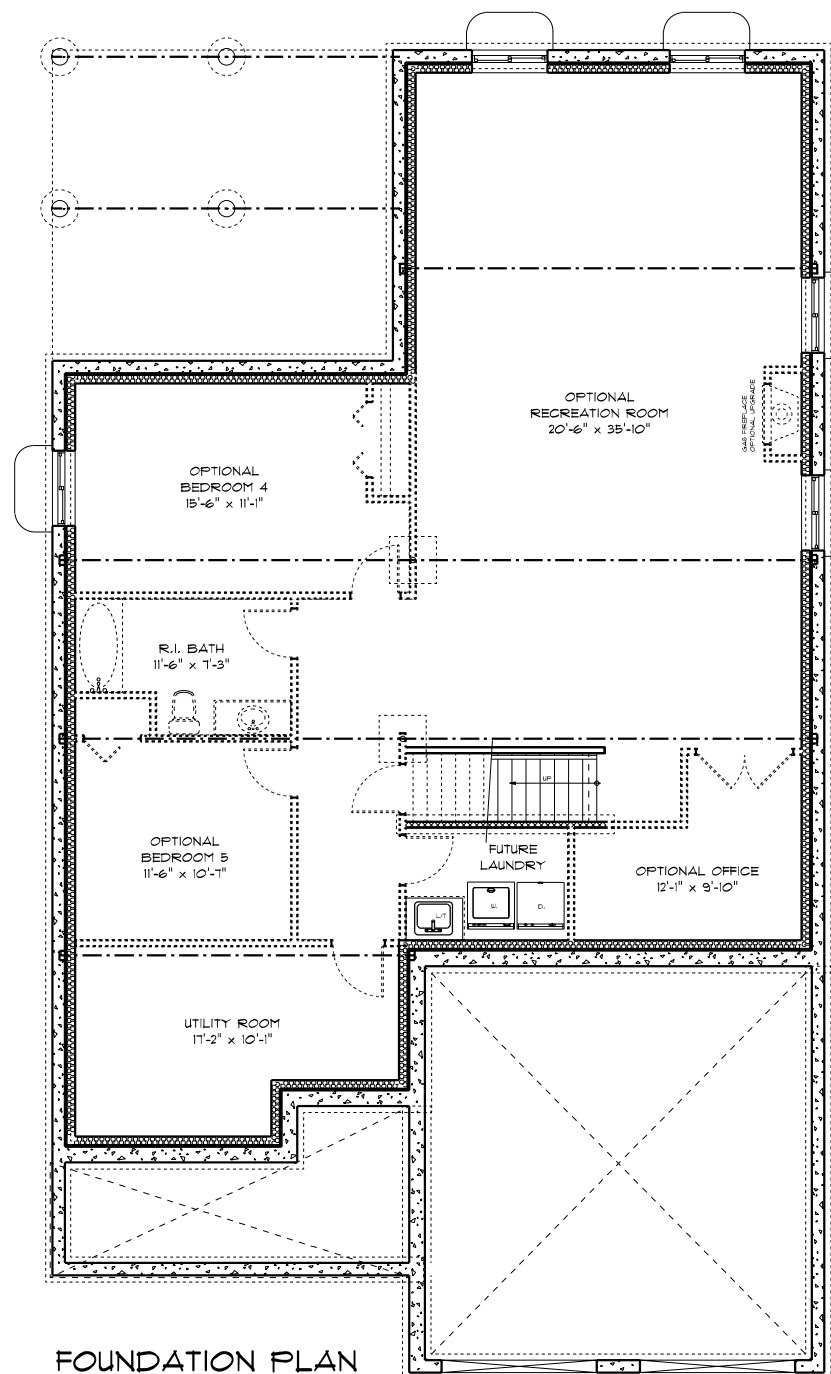 OPTIONAL
RECREATION ROOM
20'-6" x 35'-10"
GAS FIREPLACE
OPTIONAL UPGRADE
OPTIONAL
BEDROOM 4
15'-6" x 11'-1"
R.I. BATH
11'-6" x 7'-3"
UP
OPTIONAL
BEDROOM 5
11'-6" x 10'-7"
FUTURE
LAUNDRY
OPTIONAL OFFICE
12'-1" x 9'-10"
L/T
W.
D.
UTILITY ROOM
17'-2" x 10'-1"
FOUNDATION PLAN